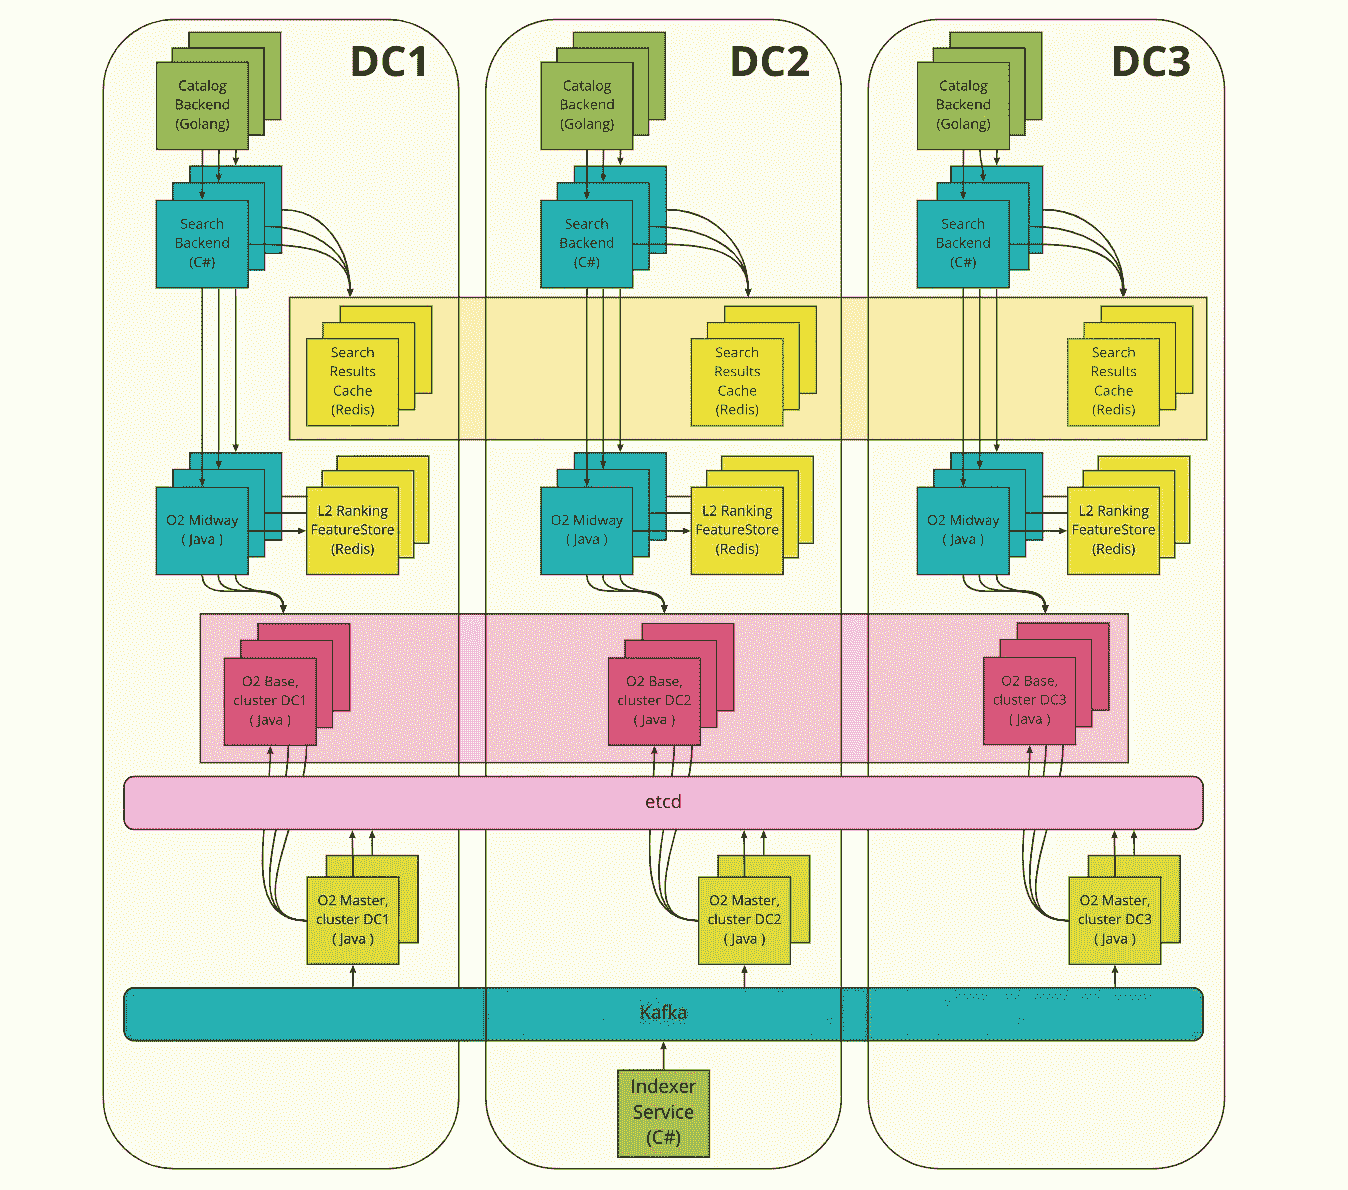 DC1
DC2
DC3
Catalog
Backend
(Golang)
Catalog
Backend
(Golang)
Catalog
Backend
(Golang)
Search
Backend
(C#)
Search
Backend
(C#)
Search
Backend
(C#)
Search
Results
Cache
(Redis)
Search
Results
Cache
(Redis)
Search
Results
Cache
(Redis)
O2 Midway
( Java )
L2 Ranking
FeatureStore
(Redis)
O2 Midway
( Java )
L2 Ranking
FeatureStore
(Redis)
O2 Midway
( Java )
L2 Ranking
FeatureStore
(Redis)
O2 Base,
cluster DC1
( Java )
O2 Base,
cluster DC2
( Java )
O2 Base,
cluster DC3
( Java )
etcd
O2 Master,
cluster DC1
( Java )
O2 Master,
cluster DC2
( Java )
O2 Master,
cluster DC3
( Java )
Kafka
Indexer
Service
(C#)